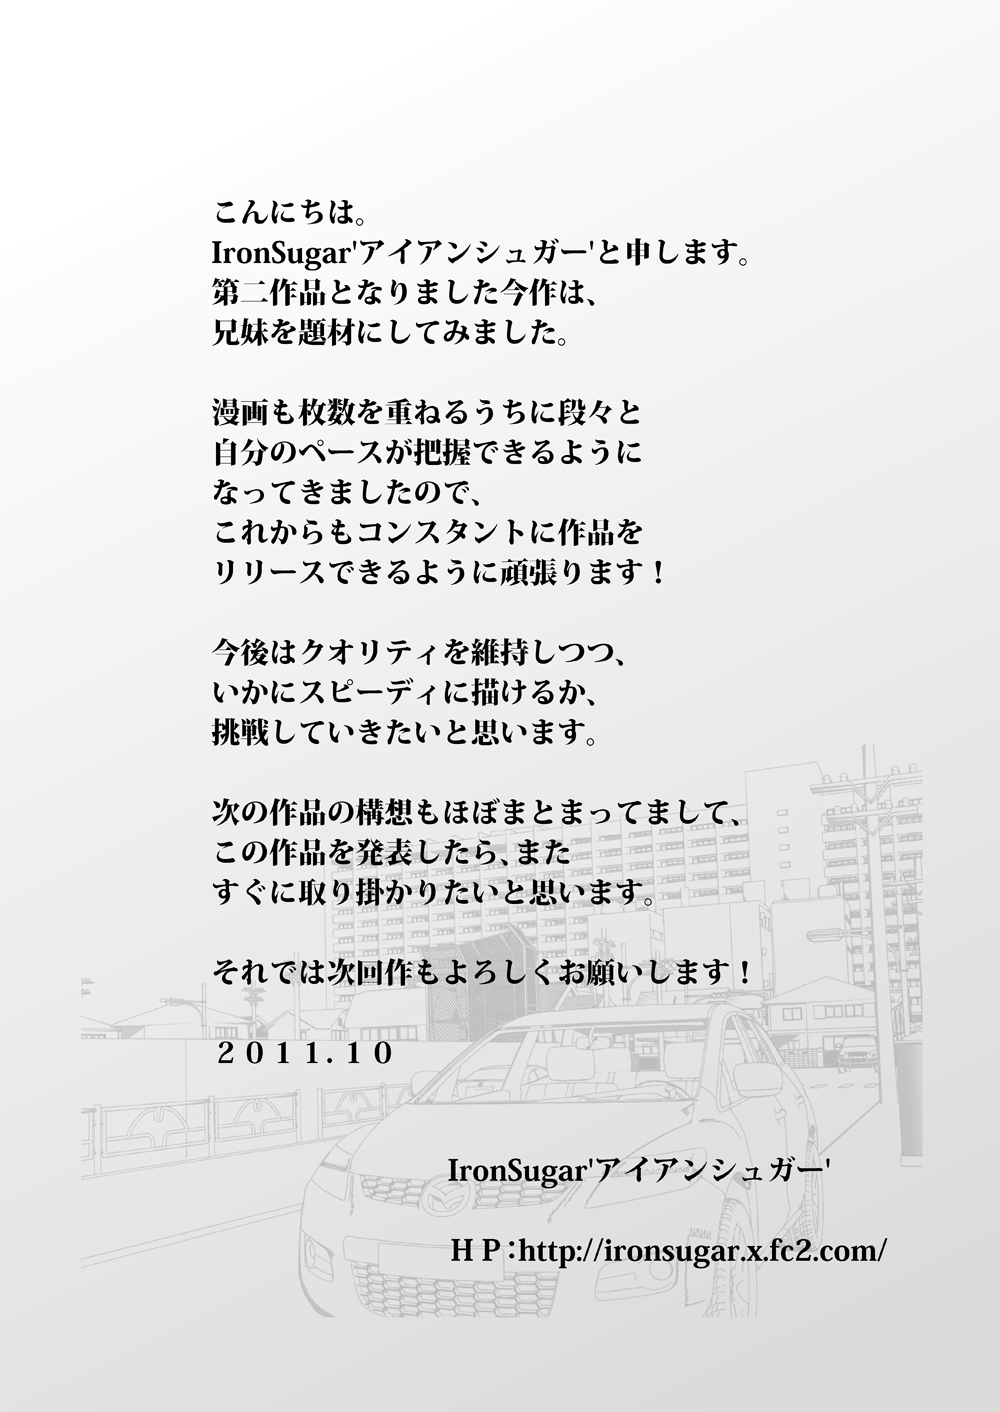 こんにちは。
IronSugar'アイアンシュガー'と申します。
第二作品となりました今作は、
兄妹を題材にしてみました。
漫画も枚数を重ねるうちに段々と
自分のペースが把握できるように
なってきましたので、
これからもコンスタントに作品を
リリースできるように頑張ります！
今後はクオリティを維持しつつ、
いかにスピーディに描けるか、
挑戦していきたいと思います。
次の作品の構想もほぼまとまってまして、
この作品を発表したら、また
すぐに取り掛かりたいと思います。
それでは次回作もよろしくお願いします！
２０１１.１０
IronSugar'アイアンシュガー'
ＨＰ：http://ironsugar.x.fc2.com/